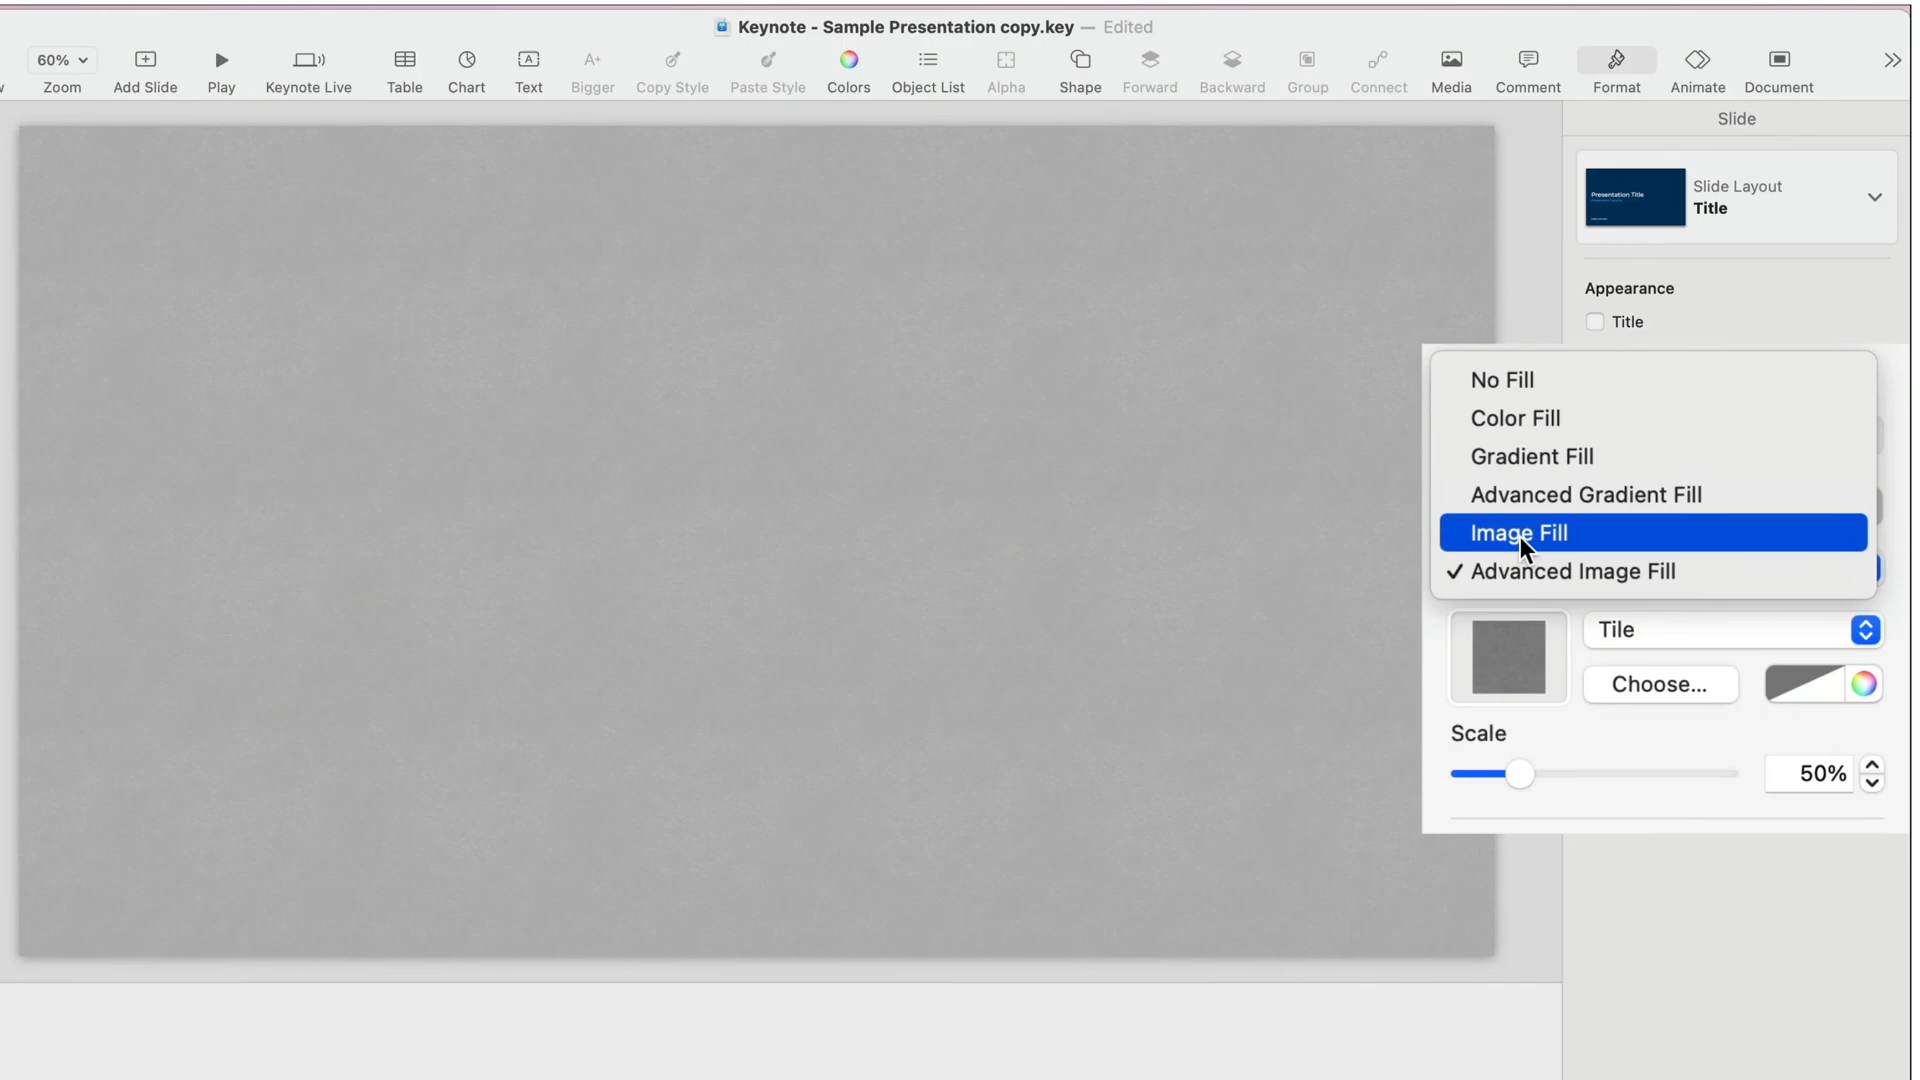 Keynote - Sample Presentation copy.key — Edited
60%
Zoom
Add Slide
Play
Keynote Live
Table
Chart
Text
Bigger
Copy Style
Paste Style
Colors
Object List
Alpha
Shape
Forward
Backward
Group
Connect
Media
Comment
Format
Animate
Document
Slide
Presentation Title
Slide Layout
Title
Appearance
Title
No Fill
Color Fill
Gradient Fill
Advanced Gradient Fill
Image Fill
✓ Advanced Image Fill
Tile
Choose...
Scale
50%